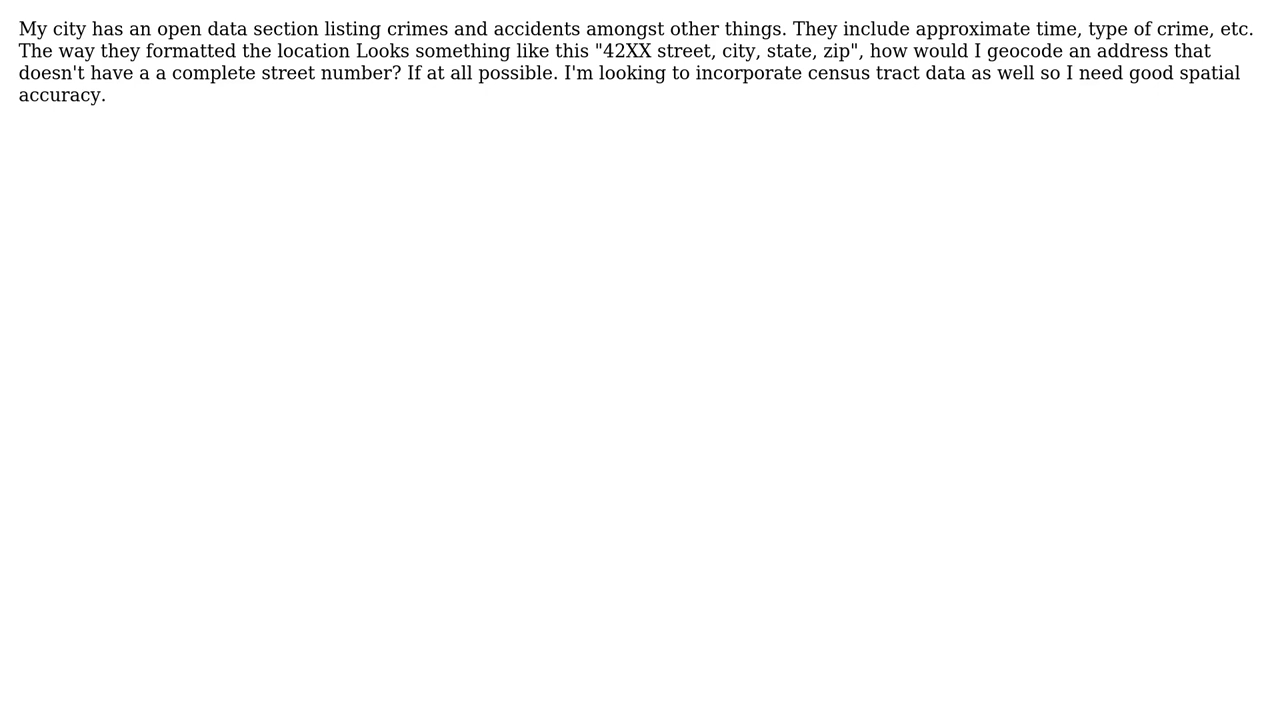 My city has an open data section listing crimes and accidents amongst other things. They include approximate time, type of crime, etc.
The way they formatted the location Looks something like this "42XX street, city, state, zip", how would I geocode an address that
doesn't have a a complete street number? If at all possible. I'm looking to incorporate census tract data as well so I need good spatial
accuracy.